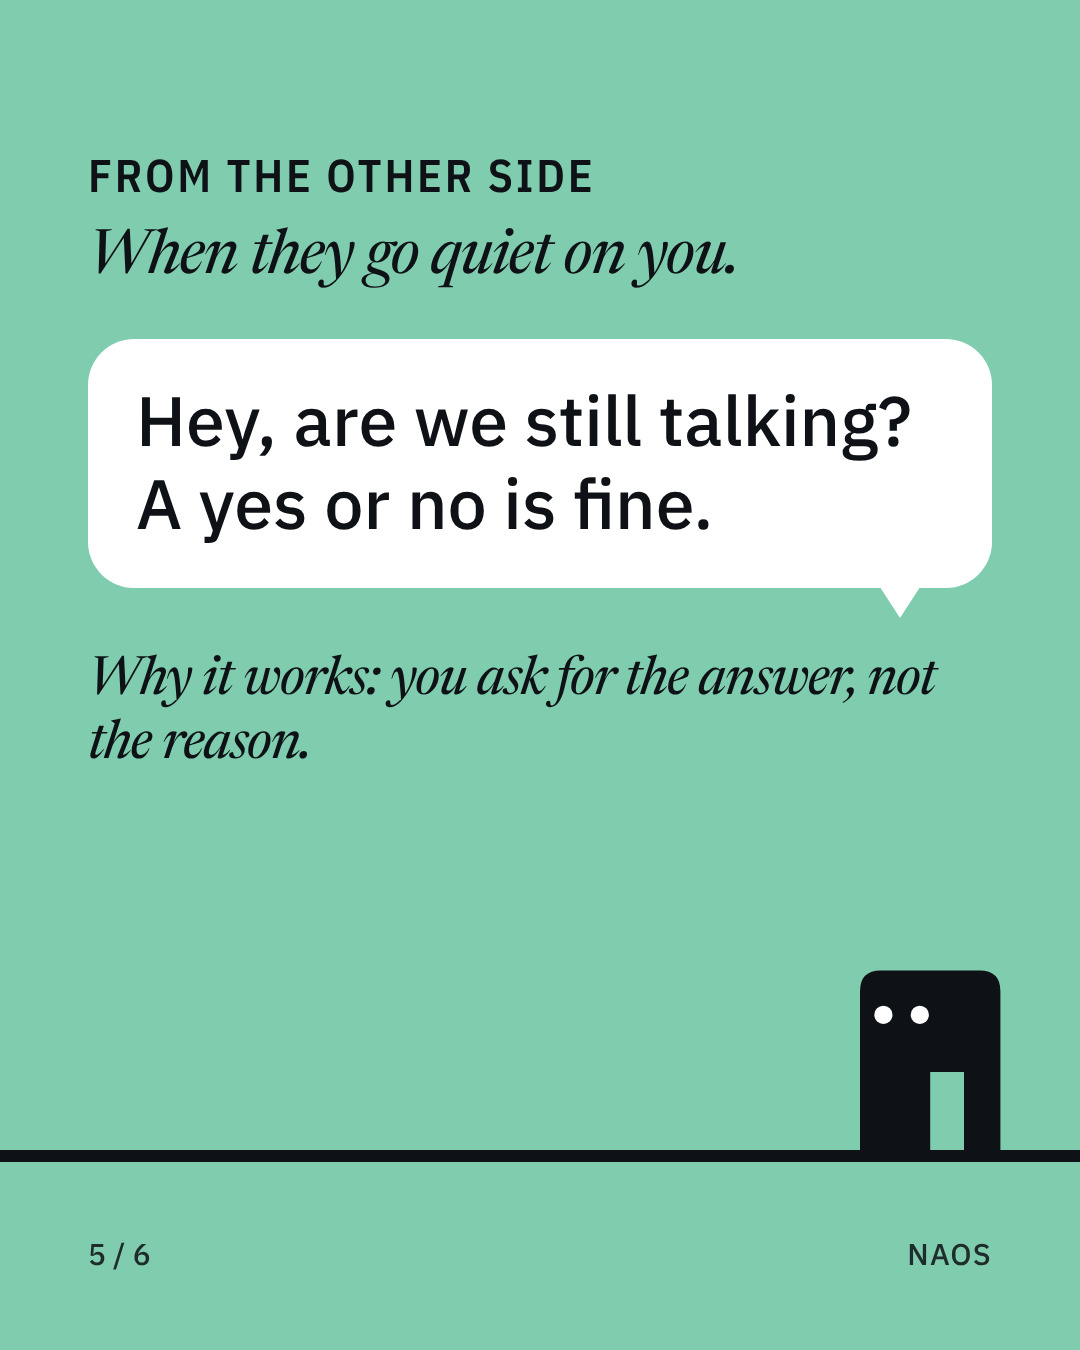 FROM THE OTHER SIDE
When they go quiet on you.
Hey, are we still talking?
A yes or no is fine.
Why it works: you ask for the answer, not
the reason.
5 / 6
NAOS